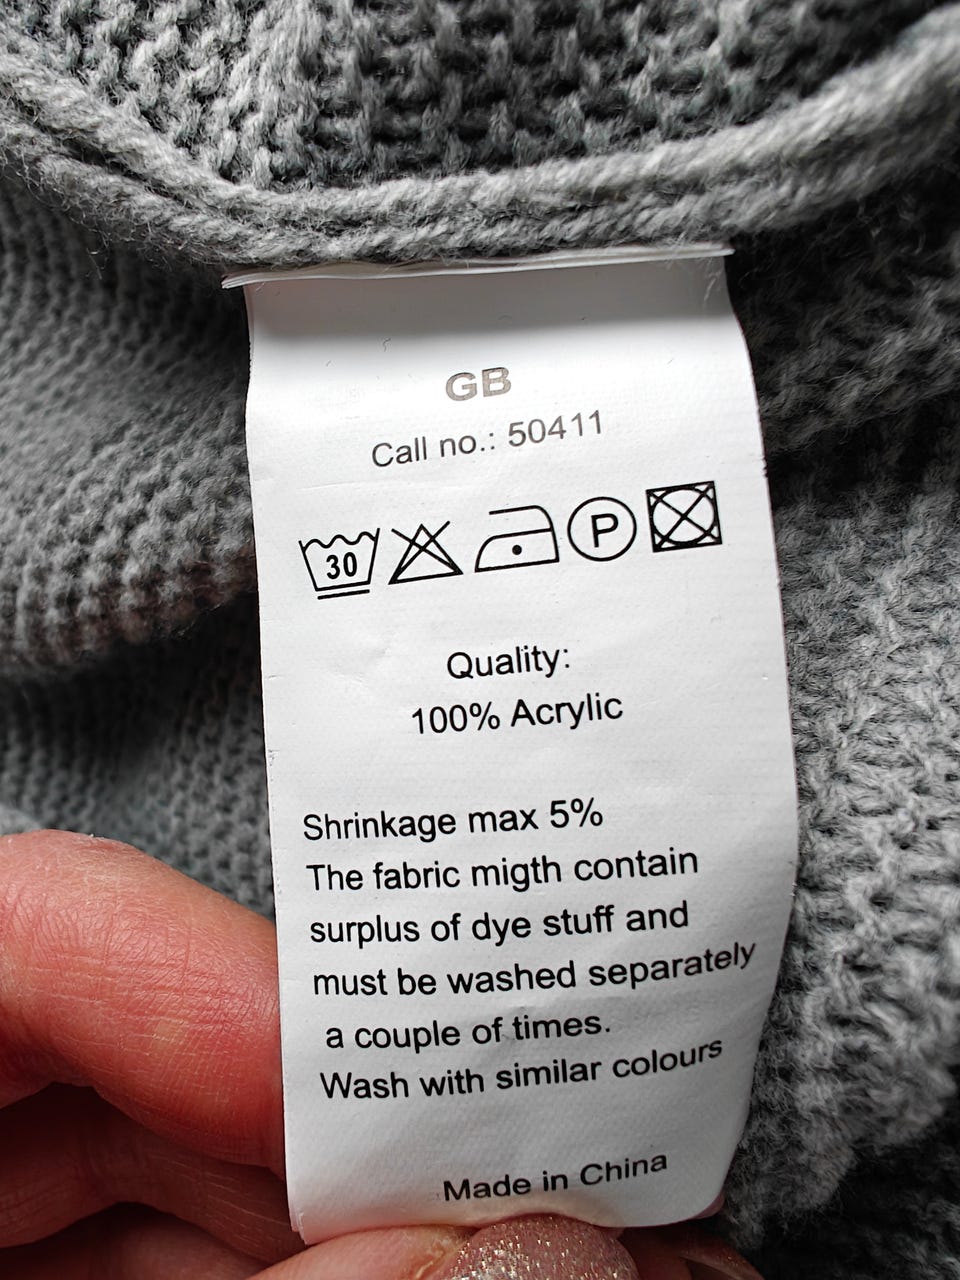 GB
Call no.: 50411
30 P
Quality:
100% Acrylic
Shrinkage max 5%
The fabric migth contain
surplus of dye stuff and
must be washed separately
a couple of times.
Wash with similar colours
Made in China